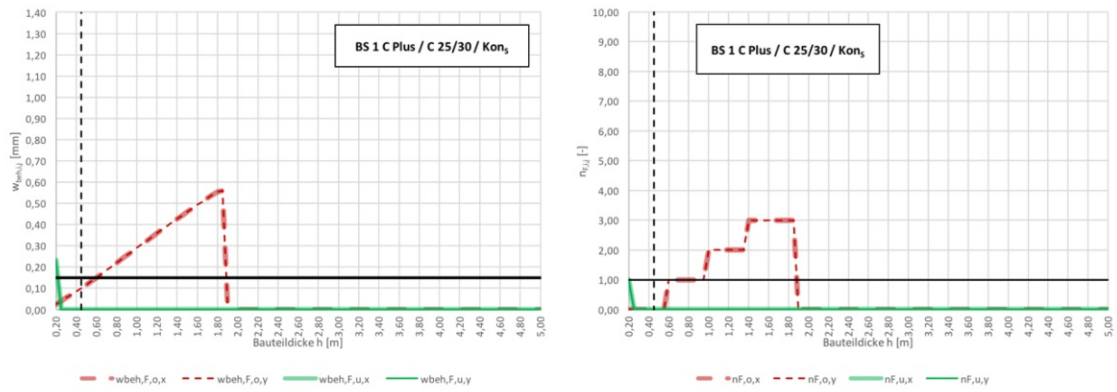 1,40
1,30
1,20
1,10
1,00
0,90
0,80
0,70
0,60
0,50
0,40
0,30
0,20
0,10
0,00
w beh,i,j [mm]
BS 1 C Plus / C 25/30 / Kon S
0,20 0,40 0,60 0,80 1,00 1,20 1,40 1,60 1,80 2,00 2,20 2,40 2,60 2,80 3,00 3,20 3,40 3,60 3,80 4,00 4,20 4,40 4,60 4,80 5,00
Bauteildicke h [m]
wbeh,F,o,x wbeh,F,o,y wbeh,F,u,x wbeh,F,u,y
10,00
9,00
8,00
7,00
6,00
5,00
4,00
3,00
2,00
1,00
0,00
n F,i,j [-]
BS 1 C Plus / C 25/30 / Kon S
0,20 0,40 0,60 0,80 1,00 1,20 1,40 1,60 1,80 2,00 2,20 2,40 2,60 2,80 3,00 3,20 3,40 3,60 3,80 4,00 4,20 4,40 4,60 4,80 5,00
Bauteildicke h [m]
nF,o,x nF,o,y nF,u,x nF,u,y